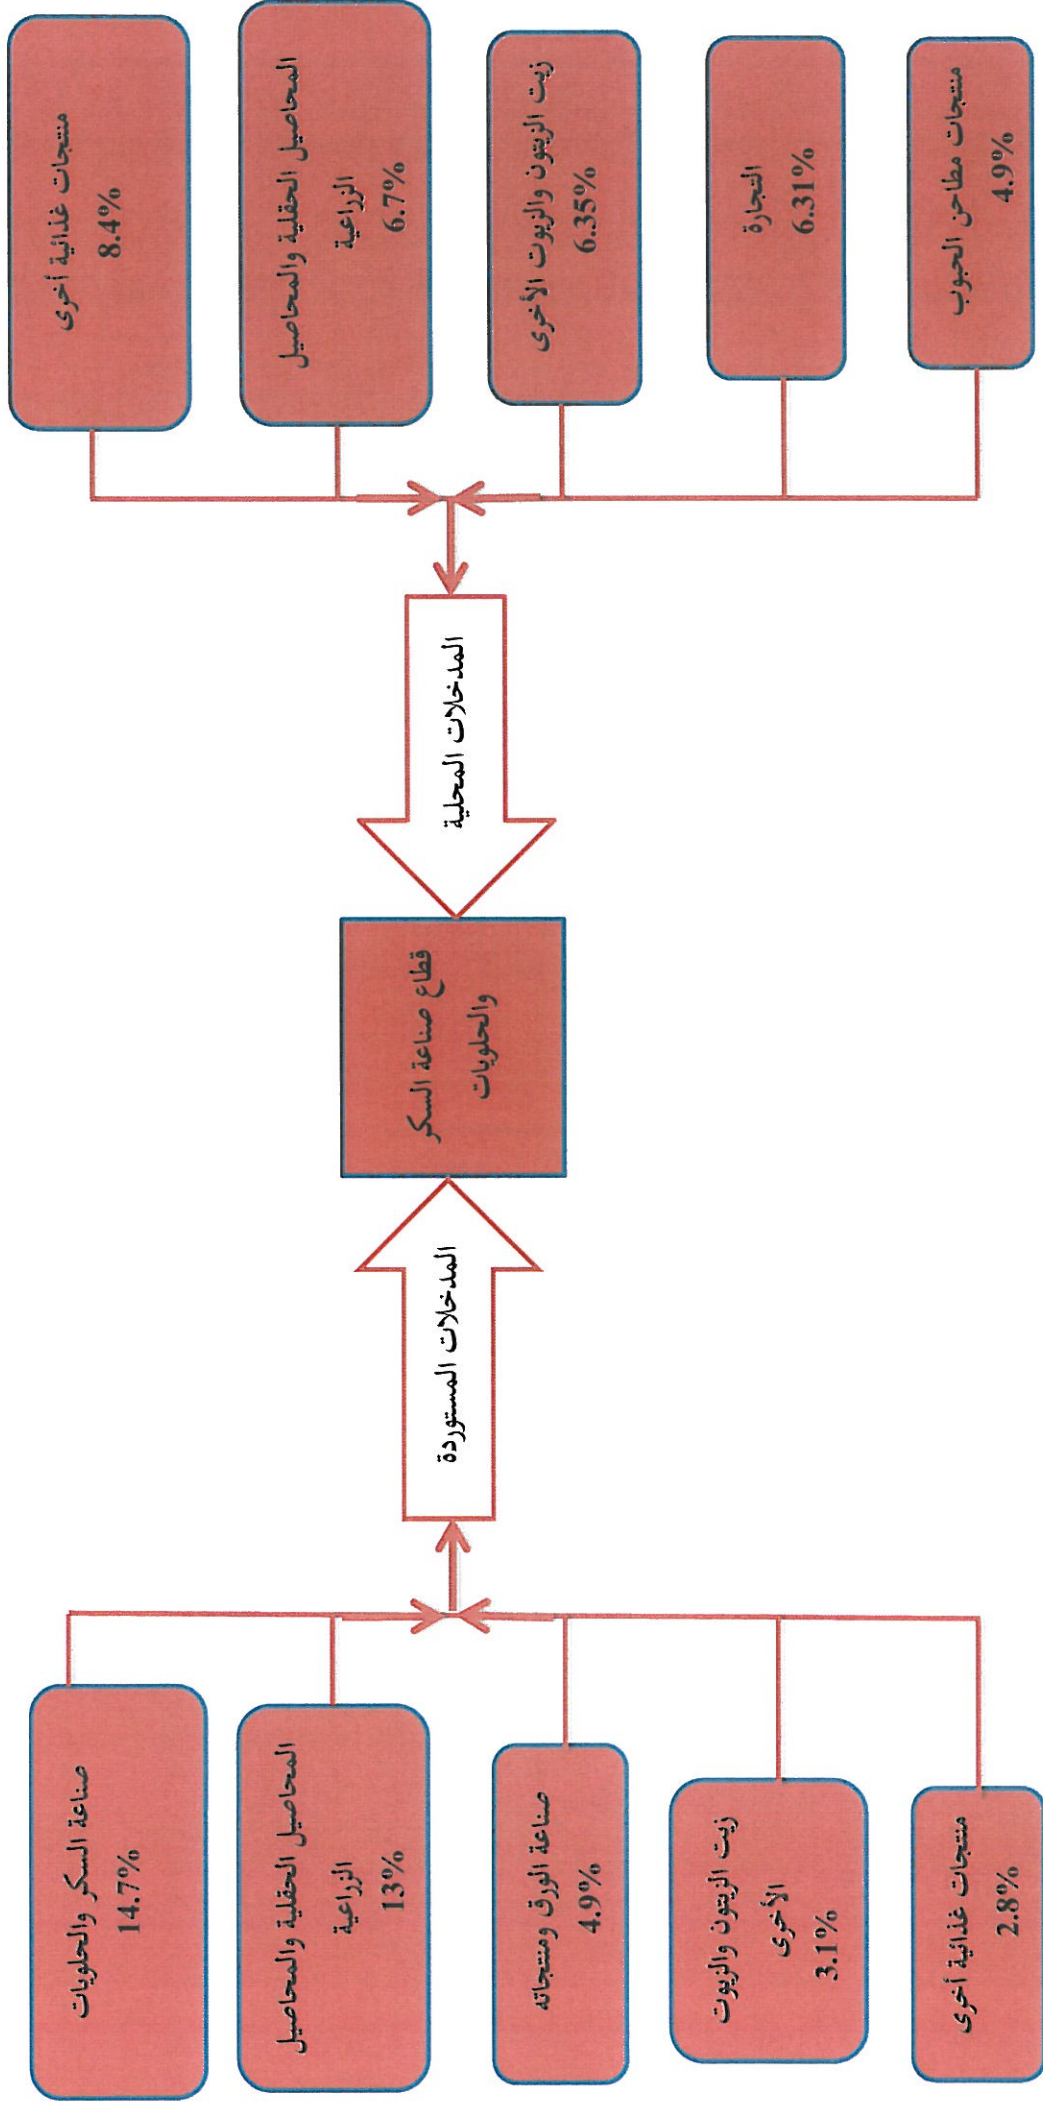 منتجات غذائية أخرى
8.4%
المحاصيل الحقلية والمحاصيل
الزراعية
6.7%
زيت الزيتون والزيوت الأخرى
6.35%
التجارة
6.31%
منتجات مطاحن الحبوب
4.9%
المدخلات المحلية
قطاع صناعة السكر
والحلويات
المدخلات المستوردة
صناعة السكر والحلويات
14.7%
المحاصيل الحقلية والمحاصيل
الزراعية
13%
صناعة الورق ومنتجاته
4.9%
زيت الزيتون والزيوت
الأخرى
3.1%
منتجات غذائية أخرى
2.8%